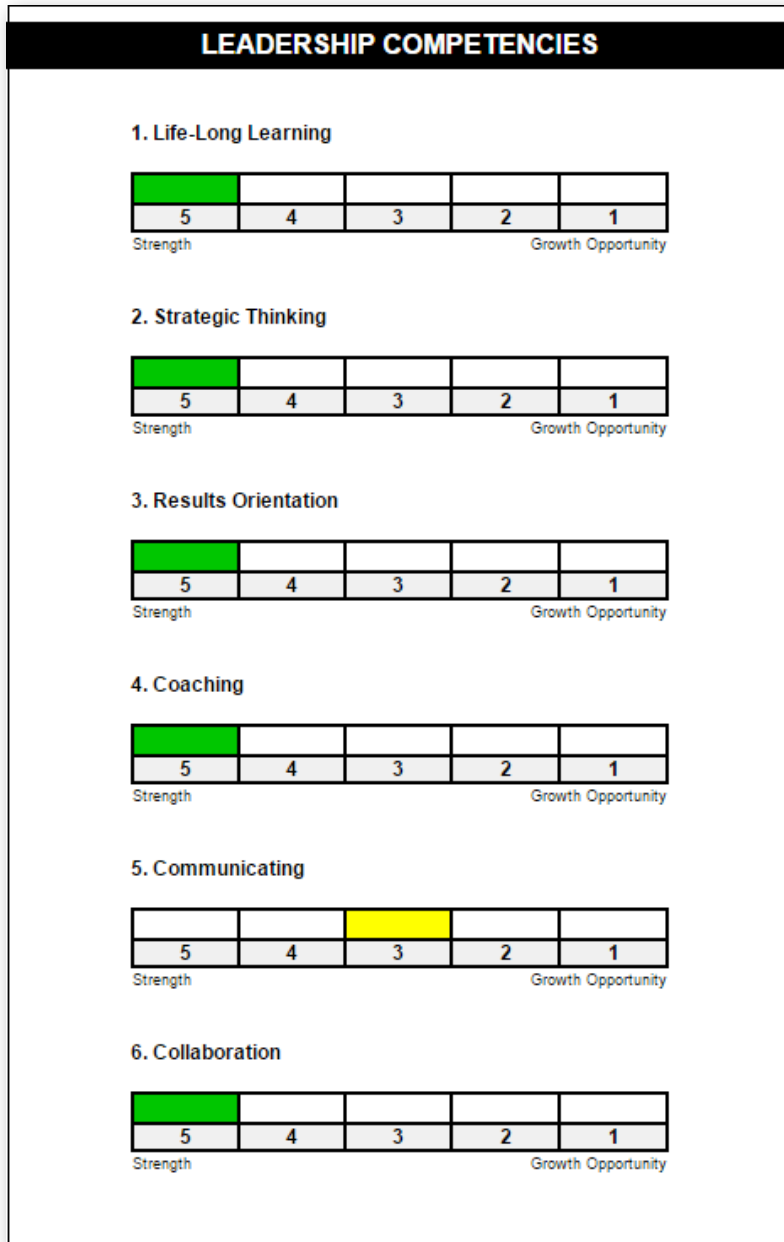 LEADERSHIP COMPETENCIES
1. Life-Long Learning
5 4 3 2 1
Strength Growth Opportunity
2. Strategic Thinking
5 4 3 2 1
Strength Growth Opportunity
3. Results Orientation
5 4 3 2 1
Strength Growth Opportunity
4. Coaching
5 4 3 2 1
Strength Growth Opportunity
5. Communicating
5 4 3 2 1
Strength Growth Opportunity
6. Collaboration
5 4 3 2 1
Strength Growth Opportunity